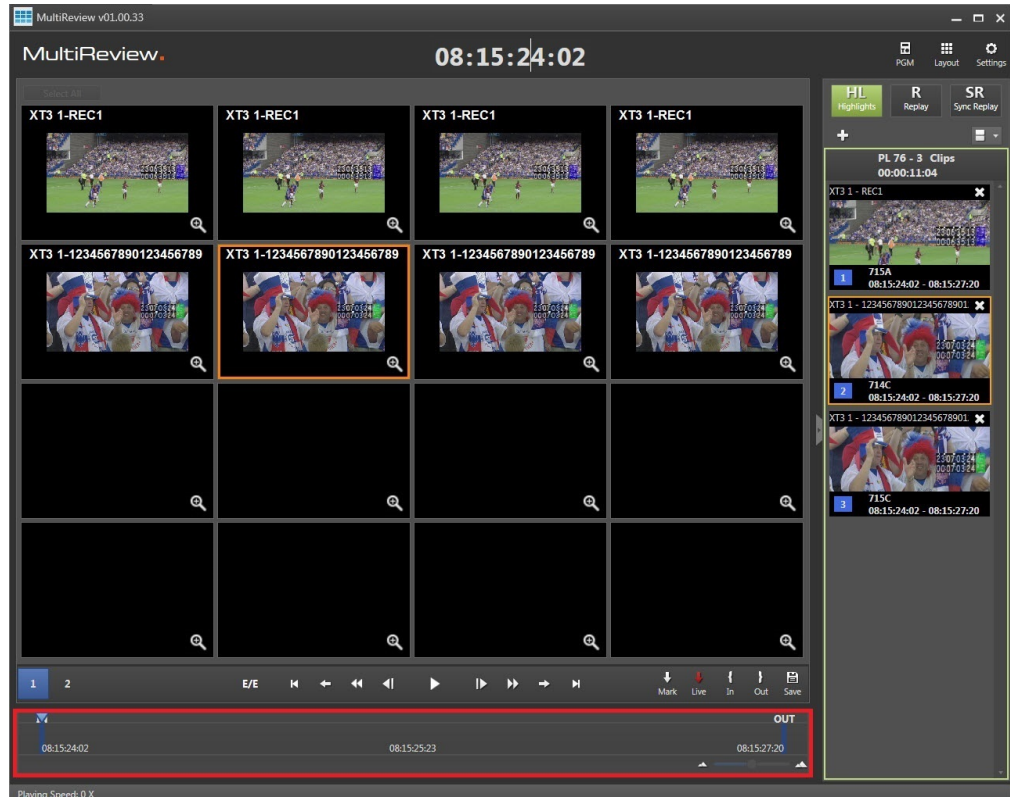 MultiReview v01.00.33
MultiReview.
08:15:24:02
PGM
Layout
Settings
Select All
HL
Highlights
R
Replay
SR
Sync Replay
XT3 1-REC1
XT3 1-REC1
XT3 1-REC1
XT3 1-REC1
XT3 1-1234567890123456789
XT3 1-1234567890123456789
XT3 1-1234567890123456789
XT3 1-1234567890123456789
PL 76 - 3 Clips
00:00:11:04
XT3 1 - REC1
1
715A
08:15:24:02 - 08:15:27:20
XT3 1 - 123456789012345678901
2
714C
08:15:24:02 - 08:15:27:20
XT3 1 - 123456789012345678901
3
715C
08:15:24:02 - 08:15:27:20
1
2
E/E
Mark
Live
In
Out
Save
OUT
08:15:24:02
08:15:25:23
08:15:27:20
Playing Speed: 0 X